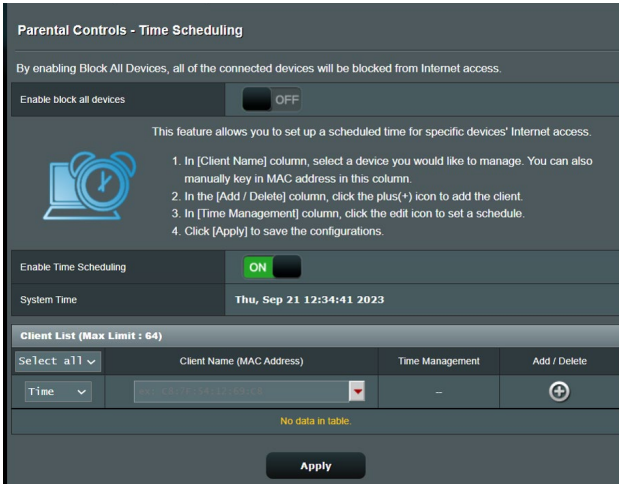 Parental Controls - Time Scheduling
By enabling Block All Devices, all of the connected devices will be blocked from Internet access.
Enable block all devices
OFF
This feature allows you to set up a scheduled time for specific devices' Internet access.
1. In [Client Name] column, select a device you would like to manage. You can also
manually key in MAC address in this column.
2. In the [Add / Delete] column, click the plus(+) icon to add the client.
3. In [Time Management] column, click the edit icon to set a schedule.
4. Click [Apply] to save the configurations.
Enable Time Scheduling
ON
System Time
Thu, Sep 21 12:34:41 2023
Client List (Max Limit : 64)
Select all Client Name (MAC Address) Time Management Add / Delete
Time –
No data in table.
Apply